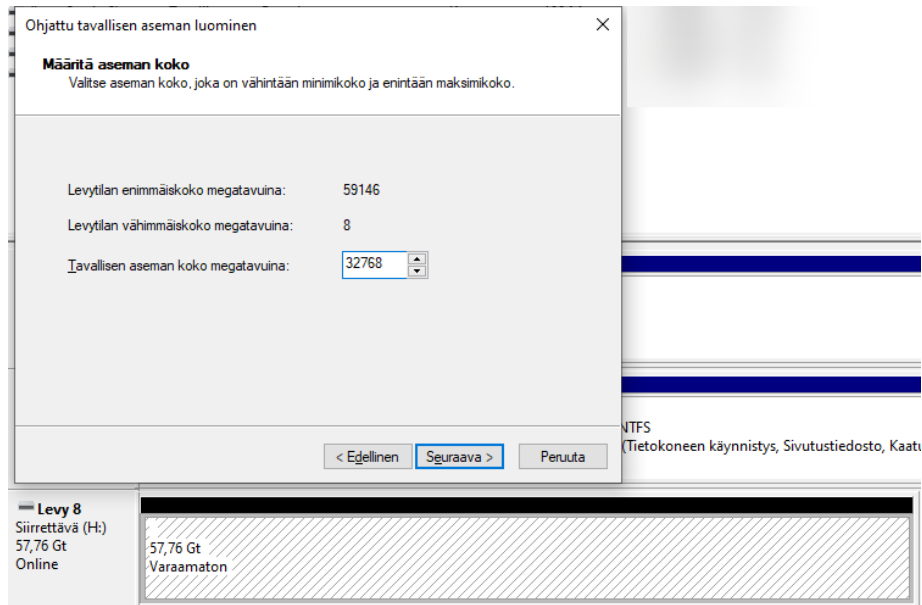 Ohjattu tavallisen aseman luominen
Määritä aseman koko
Valitse aseman koko, joka on vähintään minimikoko ja enintään maksimikoko.
Levytilan enimmäiskoko megatavuina: 59146
Levytilan vähimmäiskoko megatavuina: 8
Tavallisen aseman koko megatavuina: 32768
< Edellinen Seuraava > Peruuta
NTFS
(Tietokoneen käynnistys, Sivutustiedosto,
Levy 8
Siirrettävä (H:)
57,76 Gt
Online
57,76 Gt
Varaamaton